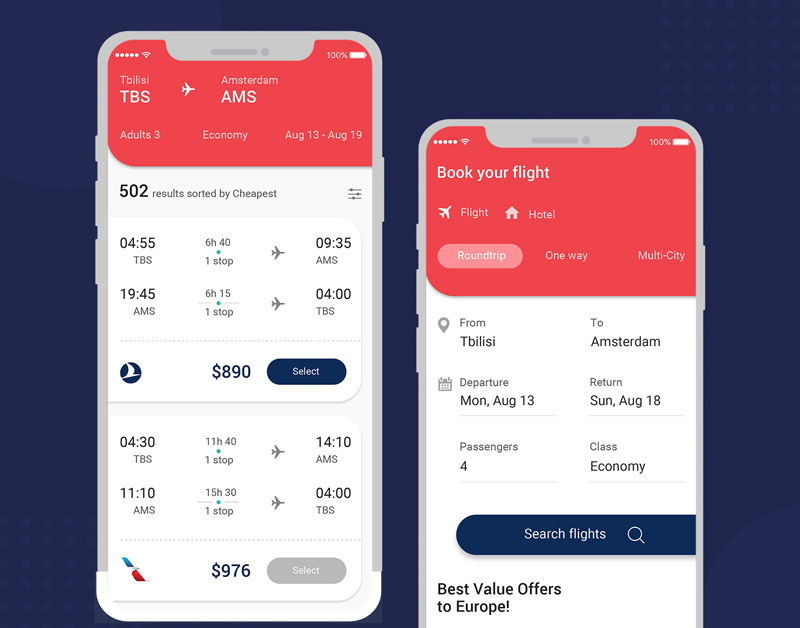 100%
Tbilisi Amsterdam
TBS AMS
Adults 3 Economy Aug 13 - Aug 19
502 results sorted by Cheapest
04:55 6h 40 09:35
TBS 1 stop AMS
19:45 6h 15 04:00
AMS 1 stop TBS
$890 Select
04:30 11h 40 14:10
TBS 1 stop AMS
11:10 15h 30 04:00
AMS 1 stop TBS
$976 Select
100%
Book your flight
Flight Hotel
Roundtrip One way Multi-City
From To
Tbilisi Amsterdam
Departure Return
Mon, Aug 13 Sun, Aug 18
Passengers Class
4 Economy
Search flights
Best Value Offers
to Europe!